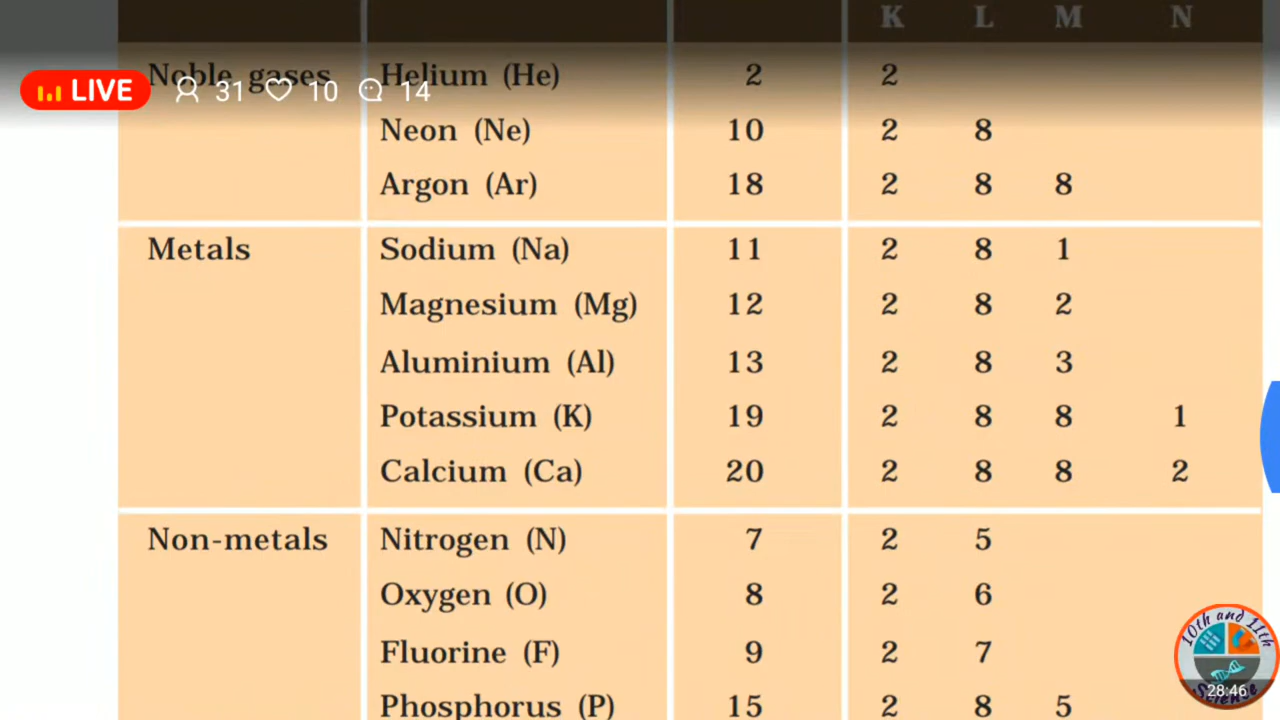 K L M N
Noble gases Helium (He) 2 2
LIVE 31 10 14
Neon (Ne) 10 2 8
Argon (Ar) 18 2 8 8
Metals Sodium (Na) 11 2 8 1
Magnesium (Mg) 12 2 8 2
Aluminium (Al) 13 2 8 3
Potassium (K) 19 2 8 8 1
Calcium (Ca) 20 2 8 8 2
Non-metals Nitrogen (N) 7 2 5
Oxygen (O) 8 2 6
Fluorine (F) 9 2 7
Phosphorus (P) 15 2 8 5
10th and 11th
Science
28:46